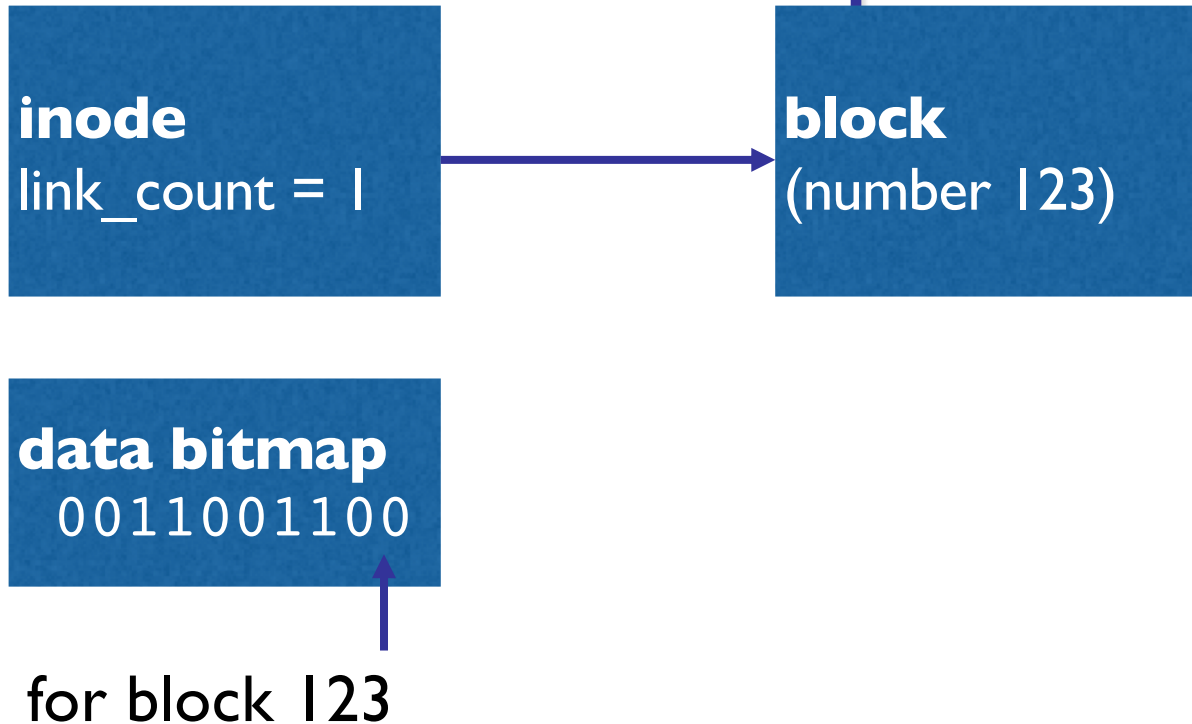 inode
link_count = 1
block
(number 123)
data bitmap
0011001100
for block 123